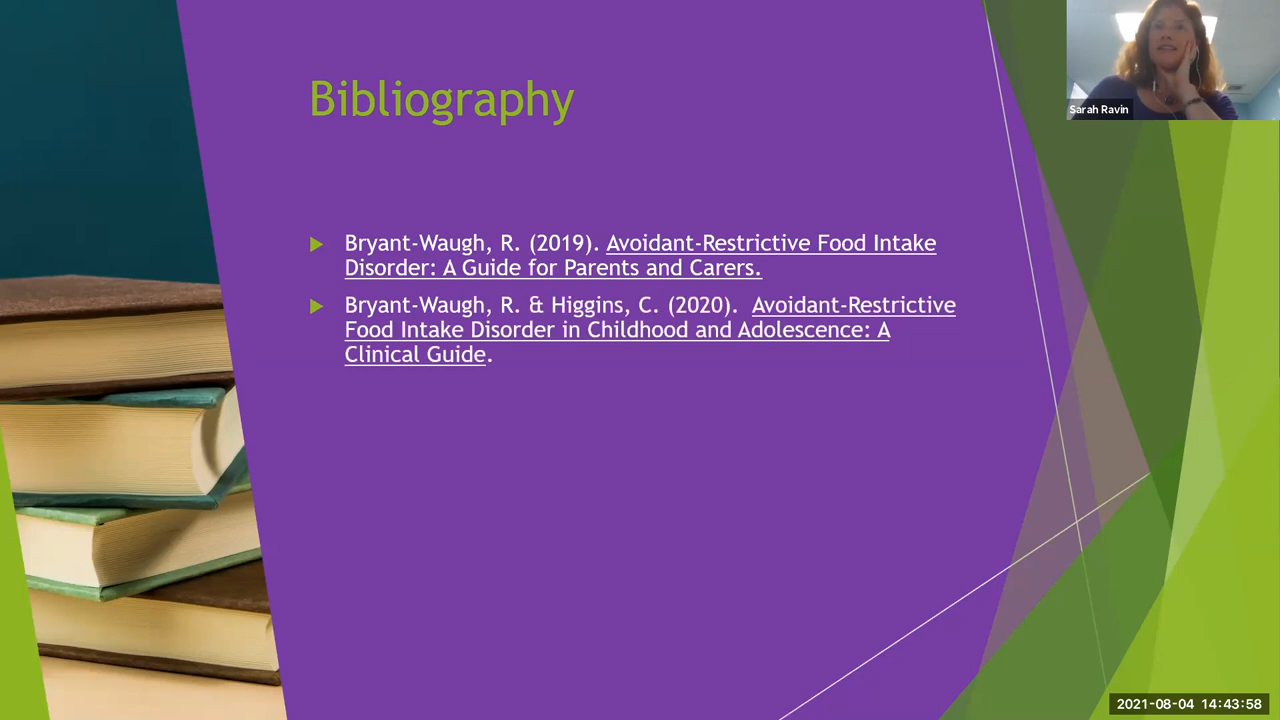 Bibliography
Sarah Ravin
Bryant-Waugh, R. (2019). Avoidant-Restrictive Food Intake
Disorder: A Guide for Parents and Carers.
Bryant-Waugh, R. & Higgins, C. (2020).  Avoidant-Restrictive
Food Intake Disorder in Childhood and Adolescence: A
Clinical Guide.
2021-08-04 14:43:58